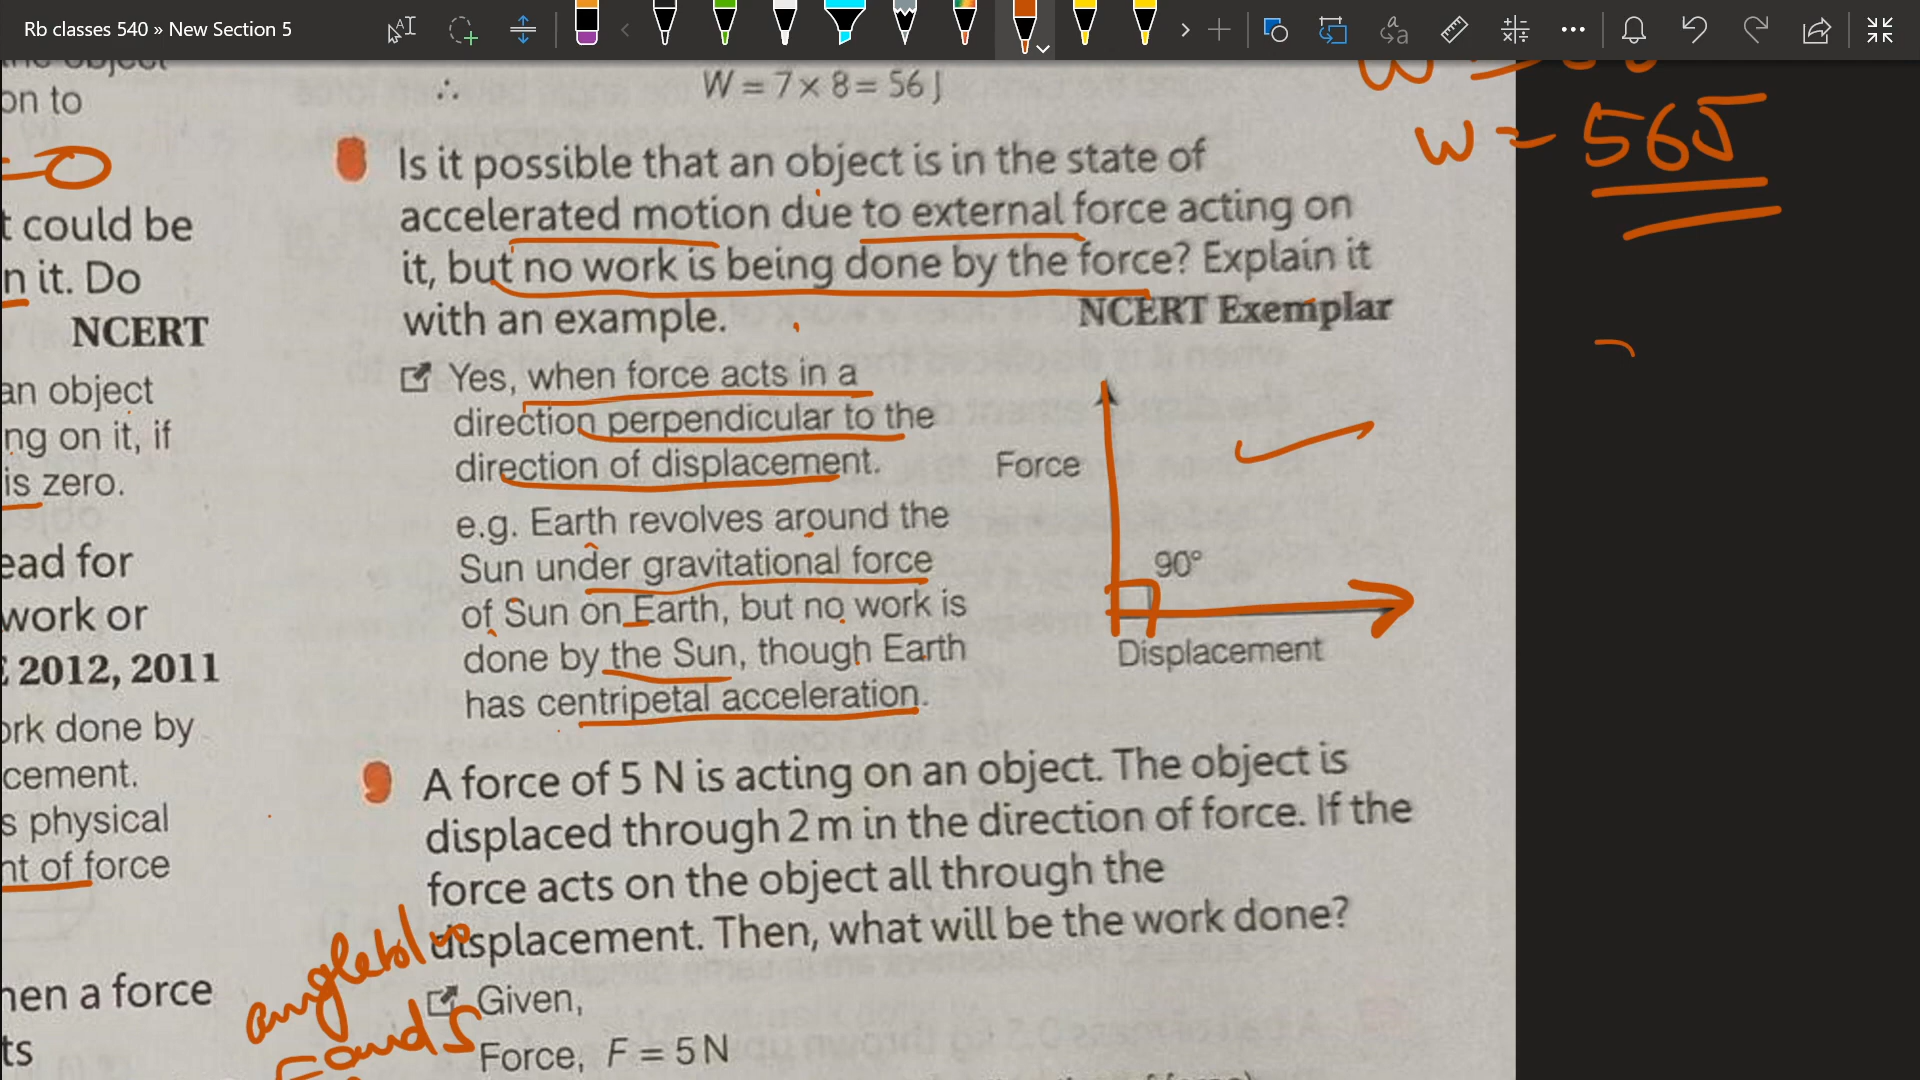 Rb classes 540 » New Section 5
on to
t could be
n it. Do
NCERT
an object
ng on it, if
is zero.
ead for
work or
E 2012, 2011
ork done by
cement.
s physical
nt of force
hen a force
ts
∴ W = 7 × 8 = 56 J
Is it possible that an object is in the state of
accelerated motion due to external force acting on
it, but no work is being done by the force? Explain it
with an example. NCERT Exemplar
Yes, when force acts in a
direction perpendicular to the
direction of displacement.
e.g. Earth revolves around the
Sun under gravitational force
of Sun on Earth, but no work is
done by the Sun, though Earth
has centripetal acceleration.
Force
90°
Displacement
9 A force of 5 N is acting on an object. The object is
displaced through 2 m in the direction of force. If the
force acts on the object all through the
displacement. Then, what will be the work done?
Given,
Force, F = 5 N
W = 56 J